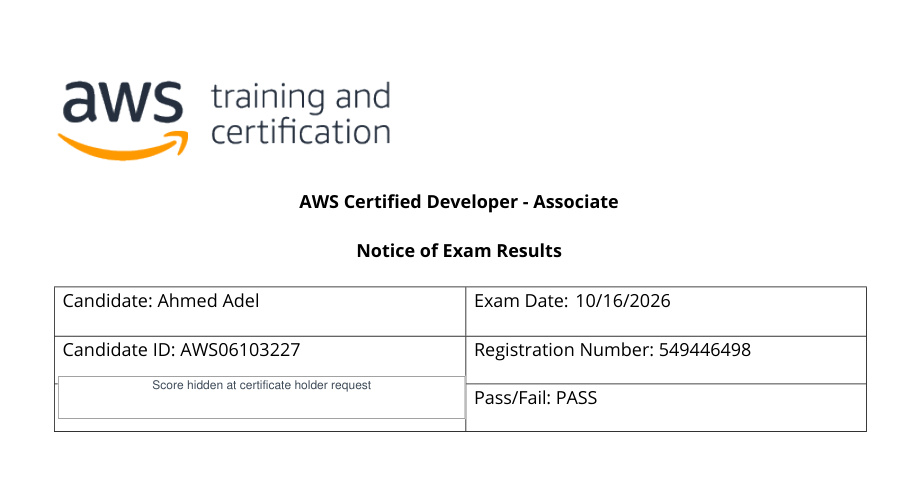 aws training and
certification
AWS Certified Developer - Associate
Notice of Exam Results
Candidate: Ahmed Adel
Exam Date: 10/16/2026
Candidate ID: AWS06103227
Registration Number: 549446498
Score hidden at certificate holder request
Pass/Fail: PASS